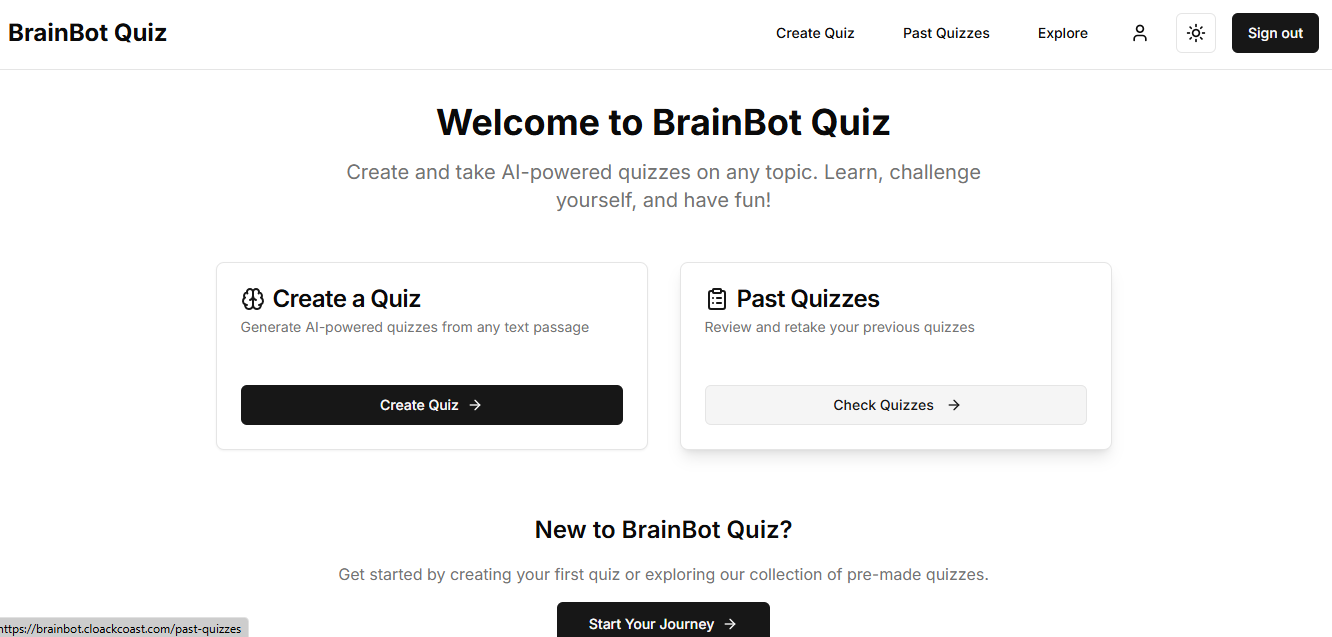 BrainBot Quiz
Create Quiz
Past Quizzes
Explore
Sign out
Welcome to BrainBot Quiz
Create and take AI-powered quizzes on any topic. Learn, challenge
yourself, and have fun!
Create a Quiz
Generate AI-powered quizzes from any text passage
Create Quiz
Past Quizzes
Review and retake your previous quizzes
Check Quizzes
New to BrainBot Quiz?
Get started by creating your first quiz or exploring our collection of pre-made quizzes.
Start Your Journey
https://brainbot.cloackcoast.com/past-quizzes